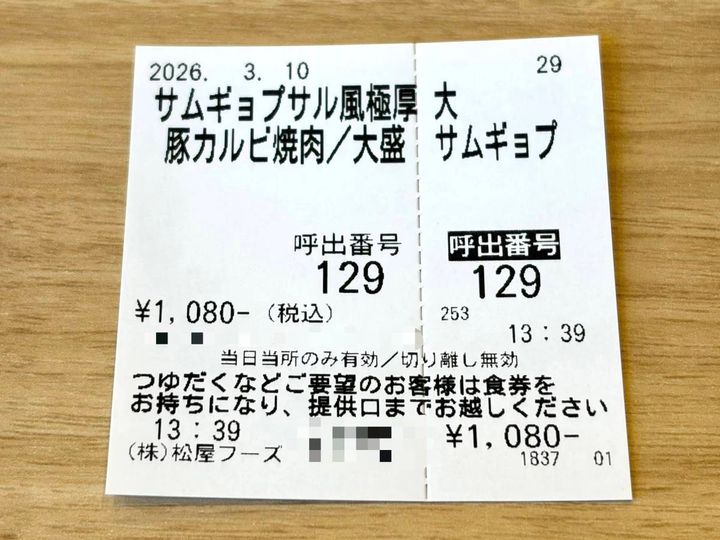 2026. 3. 10
29
サムギョプサル風極厚 大
豚カルビ焼肉／大盛 サムギョプ
呼出番号 呼出番号
129 129
¥1,080-（税込）
253
13:39
当日当所のみ有効／切り離し無効
つゆだくなどご要望のお客様は食券を
お持ちになり、提供口までお越しください
13:39
¥1,080-
(株)松屋フーズ
1837 01